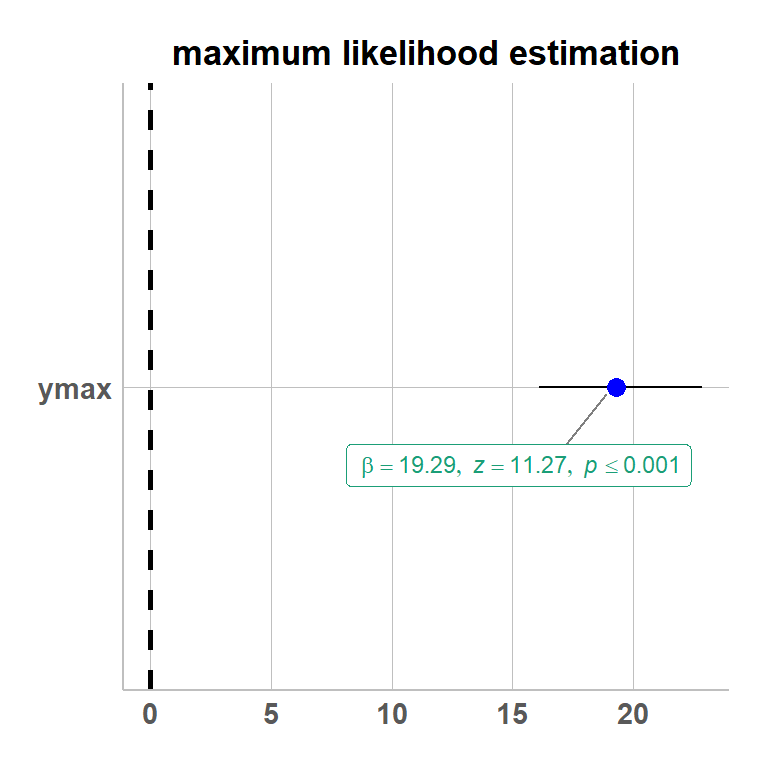 maximum likelihood estimation
ymax
β = 19.29, z = 11.27, p ≤ 0.001
0 5 10 15 20